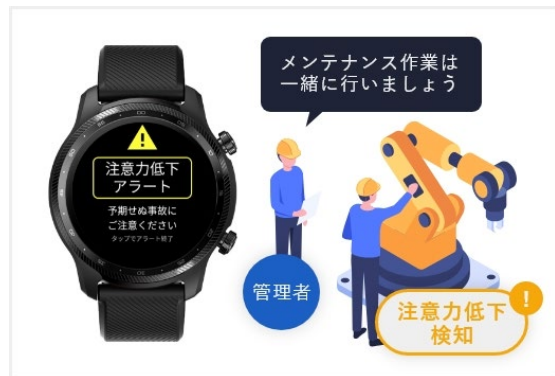 注意力低下
アラート
予期せぬ事故に
ご注意ください
タップでアラート終了
メンテナンス作業は
一緒に行いましょう
管理者
注意力低下
検知
!